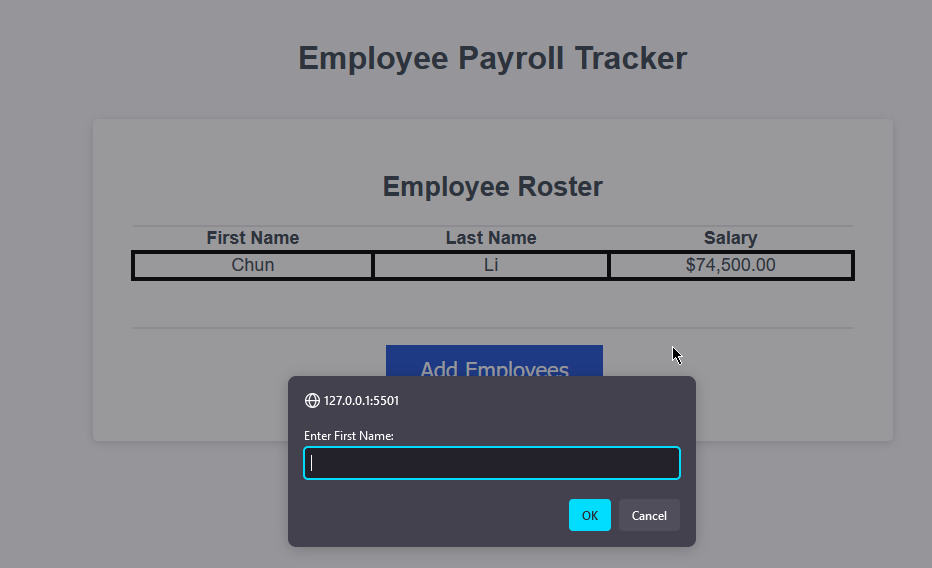 Employee Payroll Tracker
Employee Roster
First Name Last Name Salary
Chun Li $74,500.00
Add Employees
127.0.0.1:5501
Enter First Name:
OK Cancel